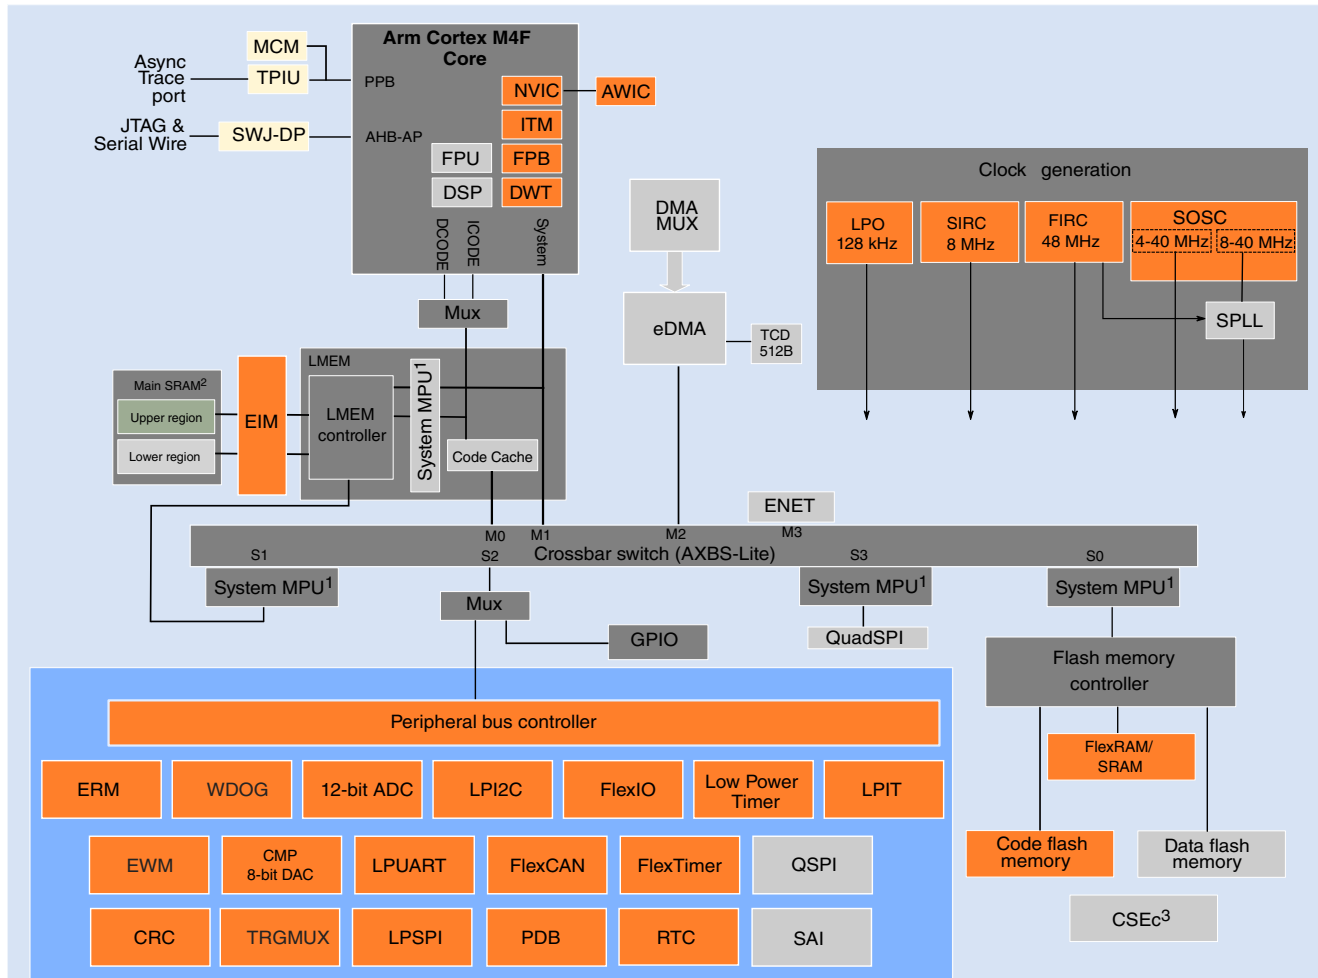 Arm Cortex M4F
Core
MCM
Async
Trace
port
TPIU
PPB
NVIC
AWIC
ITM
JTAG &
Serial Wire
SWJ-DP
AHB-AP
FPU
FPB
DSP
DWT
DCODE
ICODE
System
Mux
DMA
MUX
eDMA
TCD
512B
Clock generation
LPO
128 kHz
SIRC
8 MHz
FIRC
48 MHz
SOSC
4-40 MHz
8-40 MHz
SPLL
Main SRAM2
Upper region
Lower region
EIM
LMEM
LMEM
controller
System MPU1
Code Cache
ENET
M0
M1
M2
M3
Crossbar switch (AXBS-Lite)
S1
S2
S3
S0
System MPU1
Mux
System MPU1
System MPU1
GPIO
QuadSPI
Flash memory
controller
Peripheral bus controller
FlexRAM/
SRAM
ERM
WDOG
12-bit ADC
LPI2C
FlexIO
Low Power
Timer
LPIT
Code flash
memory
Data flash
memory
EWM
CMP
8-bit DAC
LPUART
FlexCAN
FlexTimer
QSPI
CSEc3
CRC
TRGMUX
LPSPI
PDB
RTC
SAI